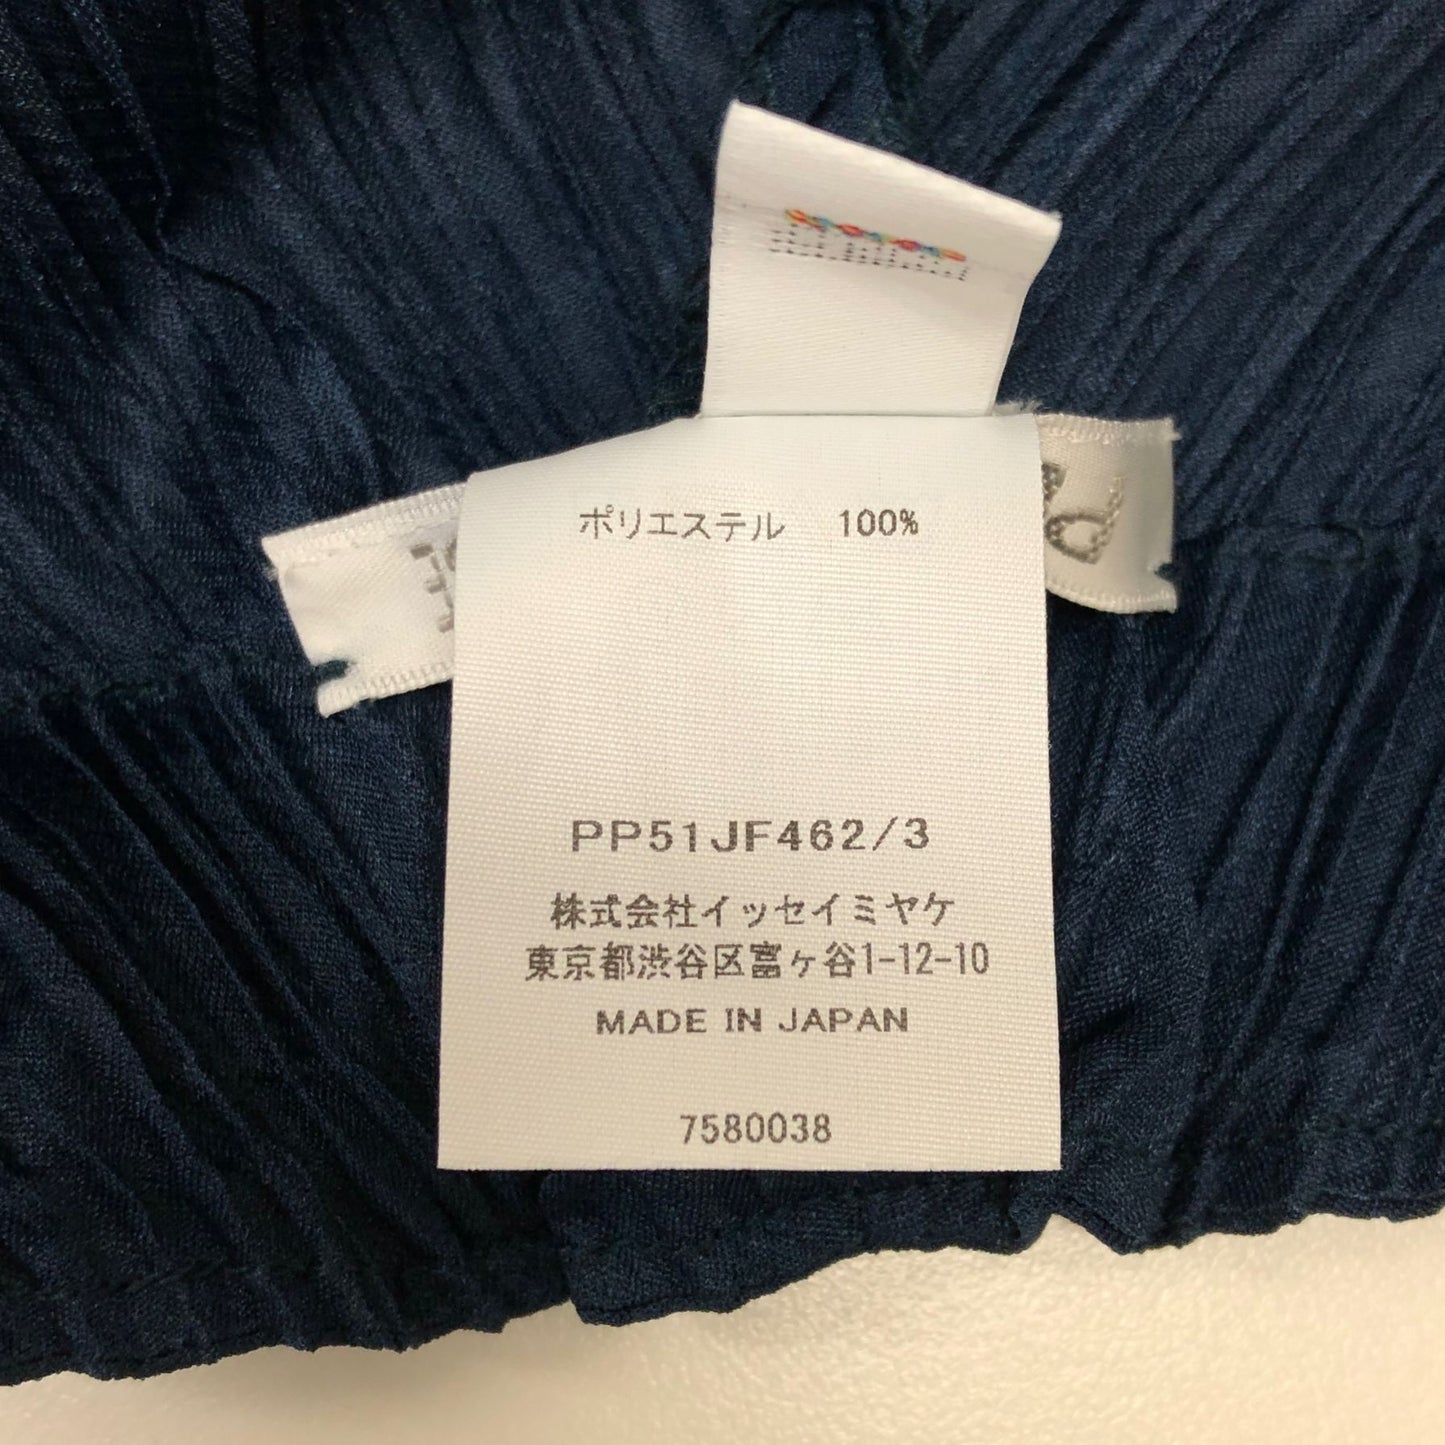 ポリエステル 100%
PP51JF462/3
株式会社イッセイミヤケ
東京都渋谷区富ヶ谷1-12-10
MADE IN JAPAN
7580038